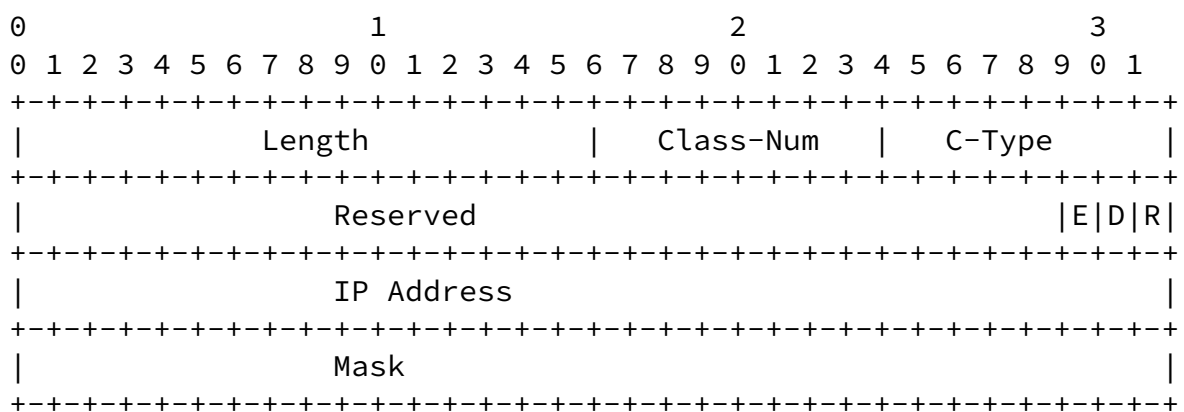 0                   1                   2                   3
0 1 2 3 4 5 6 7 8 9 0 1 2 3 4 5 6 7 8 9 0 1 2 3 4 5 6 7 8 9 0 1
+-+-+-+-+-+-+-+-+-+-+-+-+-+-+-+-+-+-+-+-+-+-+-+-+-+-+-+-+-+-+-+-+
|             Length            |   Class-Num   |   C-Type      |
+-+-+-+-+-+-+-+-+-+-+-+-+-+-+-+-+-+-+-+-+-+-+-+-+-+-+-+-+-+-+-+-+
|                 Reserved                                |E|D|R|
+-+-+-+-+-+-+-+-+-+-+-+-+-+-+-+-+-+-+-+-+-+-+-+-+-+-+-+-+-+-+-+-+
|                 IP Address                                    |
+-+-+-+-+-+-+-+-+-+-+-+-+-+-+-+-+-+-+-+-+-+-+-+-+-+-+-+-+-+-+-+-+
|                 Mask                                          |
+-+-+-+-+-+-+-+-+-+-+-+-+-+-+-+-+-+-+-+-+-+-+-+-+-+-+-+-+-+-+-+-+